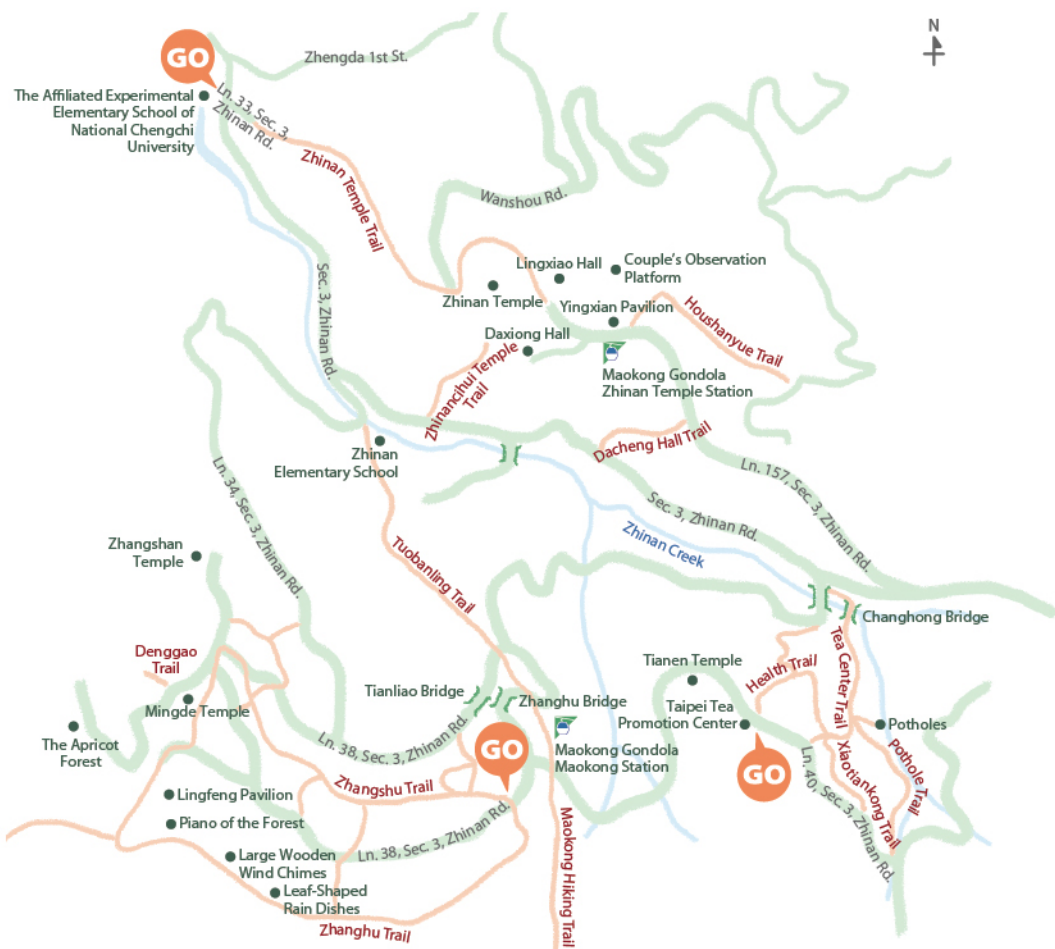 N
GO
Zhengda 1st St.
The Affiliated Experimental
Elementary School of
National Chengchi
University
Ln. 33, Sec. 3,
Zhinan Rd.
Zhinan Temple Trail
Wanshou Rd.
Sec. 3, Zhinan Rd.
Lingxiao Hall
Couple's Observation
Platform
Zhinan Temple
Yingxian Pavilion
Houshanyue Trail
Daxiong Hall
Maokong Gondola
Zhinan Temple Station
Zhinancihui Temple
Trail
Dacheng Hall Trail
Zhinan
Elementary School
Ln. 34, Sec. 3, Zhinan Rd.
Ln. 157, Sec. 3, Zhinan Rd.
Sec. 3, Zhinan Rd.
Zhinan Creek
Zhangshan
Temple
Tuobanling Trail
Changhong Bridge
Denggao
Trail
Tianen Temple
Health Trail
Tea Center Trail
Mingde Temple
Tianliao Bridge
Zhanghu Bridge
Taipei Tea
Promotion Center
Potholes
The Apricot
Forest
Ln. 38, Sec. 3, Zhinan Rd.
GO
Maokong Gondola
Maokong Station
GO
Ln. 40, Sec. 3, Zhinan Rd.
Xiaotiankong Trail
Pothole Trail
Zhangshu Trail
Lingfeng Pavilion
Piano of the Forest
Ln. 38, Sec. 3, Zhinan Rd.
Maokong Hiking Trail
Large Wooden
Wind Chimes
Leaf-Shaped
Rain Dishes
Zhanghu Trail